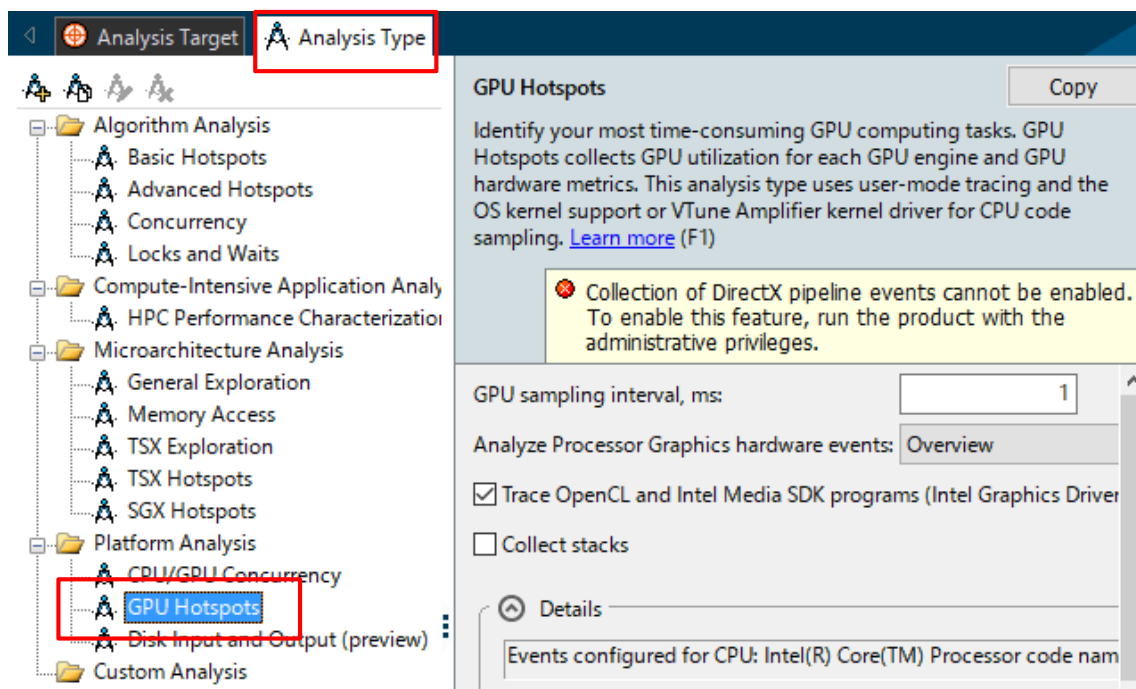 Analysis Target
Analysis Type
Algorithm Analysis
Basic Hotspots
Advanced Hotspots
Concurrency
Locks and Waits
Compute-Intensive Application Analy
HPC Performance Characterization
Microarchitecture Analysis
General Exploration
Memory Access
TSX Exploration
TSX Hotspots
SGX Hotspots
Platform Analysis
CPU/GPU Concurrency
GPU Hotspots
Disk Input and Output (preview)
Custom Analysis
GPU Hotspots
Copy
Identify your most time-consuming GPU computing tasks. GPU
Hotspots collects GPU utilization for each GPU engine and GPU
hardware metrics. This analysis type uses user-mode tracing and the
OS kernel support or VTune Amplifier kernel driver for CPU code
sampling. Learn more (F1)
Collection of DirectX pipeline events cannot be enabled.
To enable this feature, run the product with the
administrative privileges.
GPU sampling interval, ms: 1
Analyze Processor Graphics hardware events: Overview
Trace OpenCL and Intel Media SDK programs (Intel Graphics Driver
Collect stacks
Details
Events configured for CPU: Intel(R) Core(TM) Processor code nam